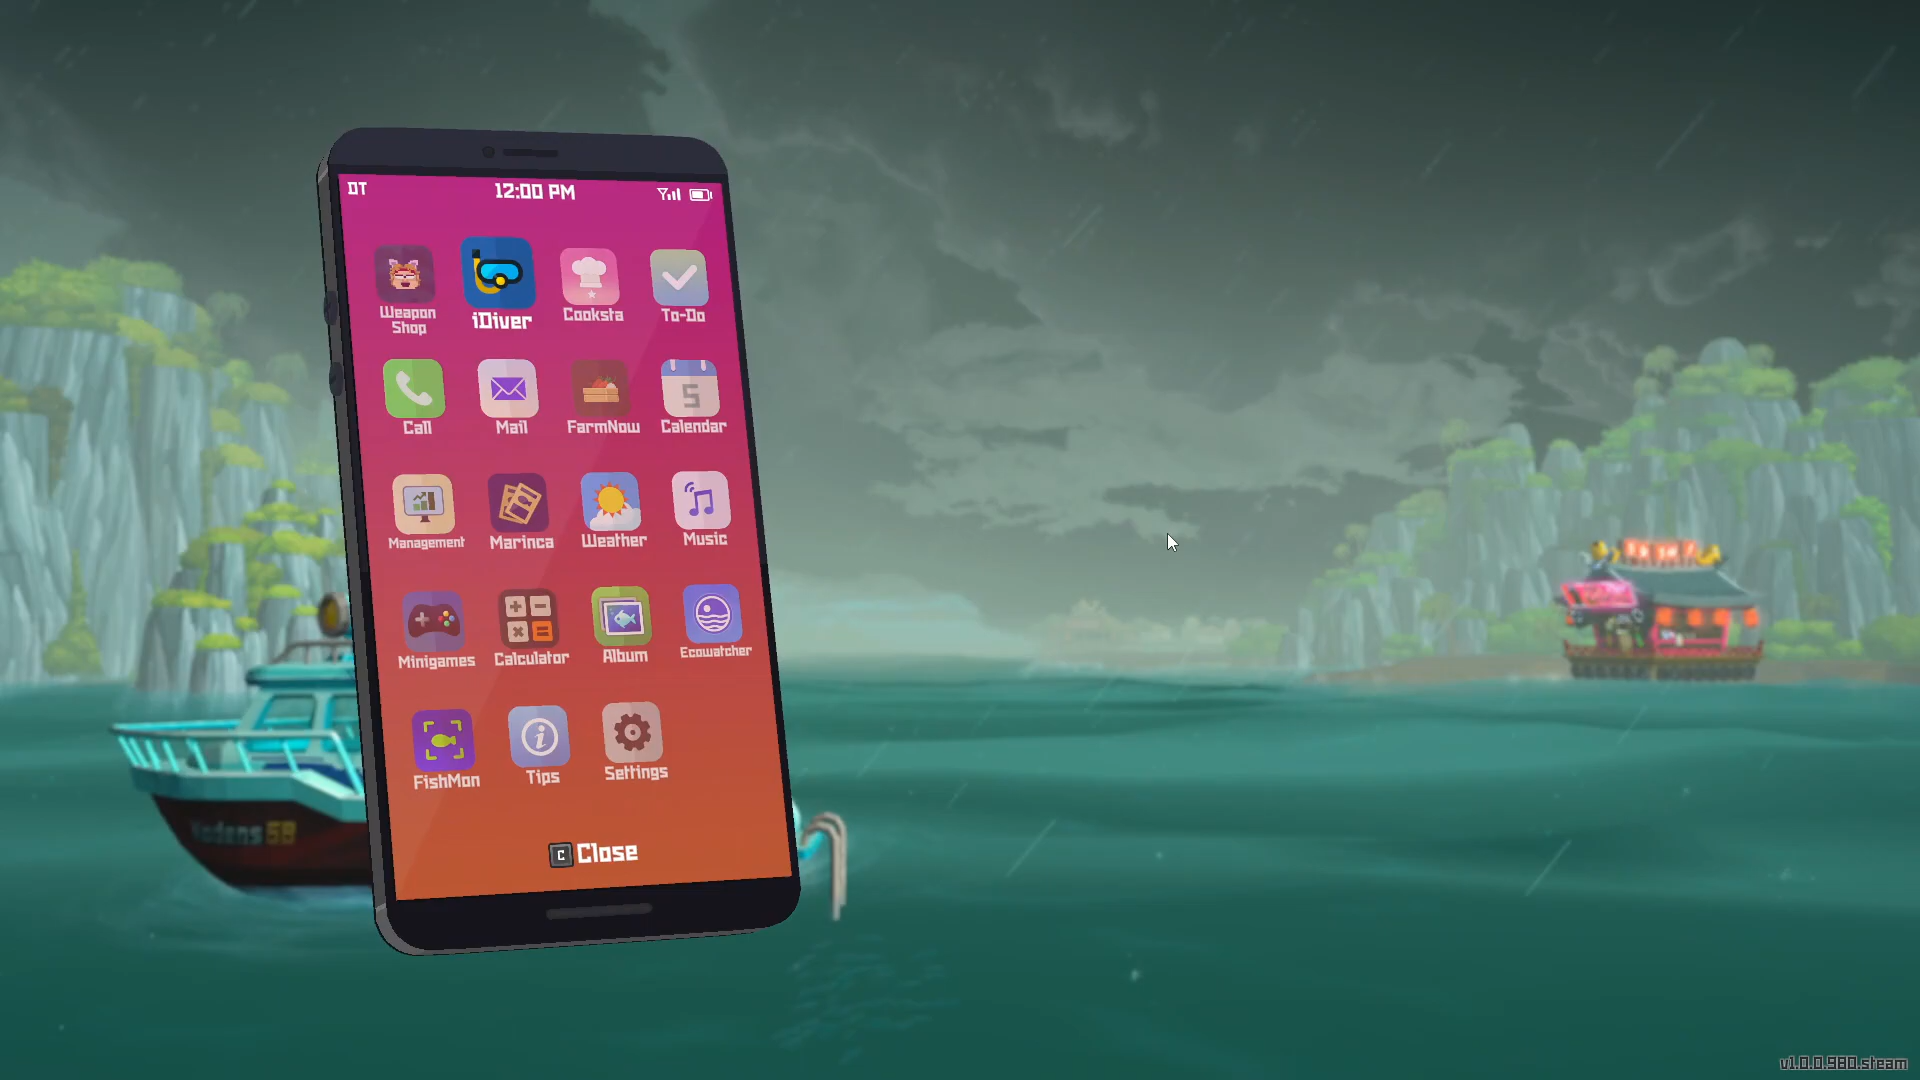 DT
12:00 PM
Weapon
Shop
iDiver
Cooksta
To-Do
Call
Mail
FarmNow
5
Calendar
Management
Marinca
Weather
Music
Minigames
Calculator
Album
Ecowatcher
FishMon
Tips
Settings
C Close
v1.0.0.980.steam